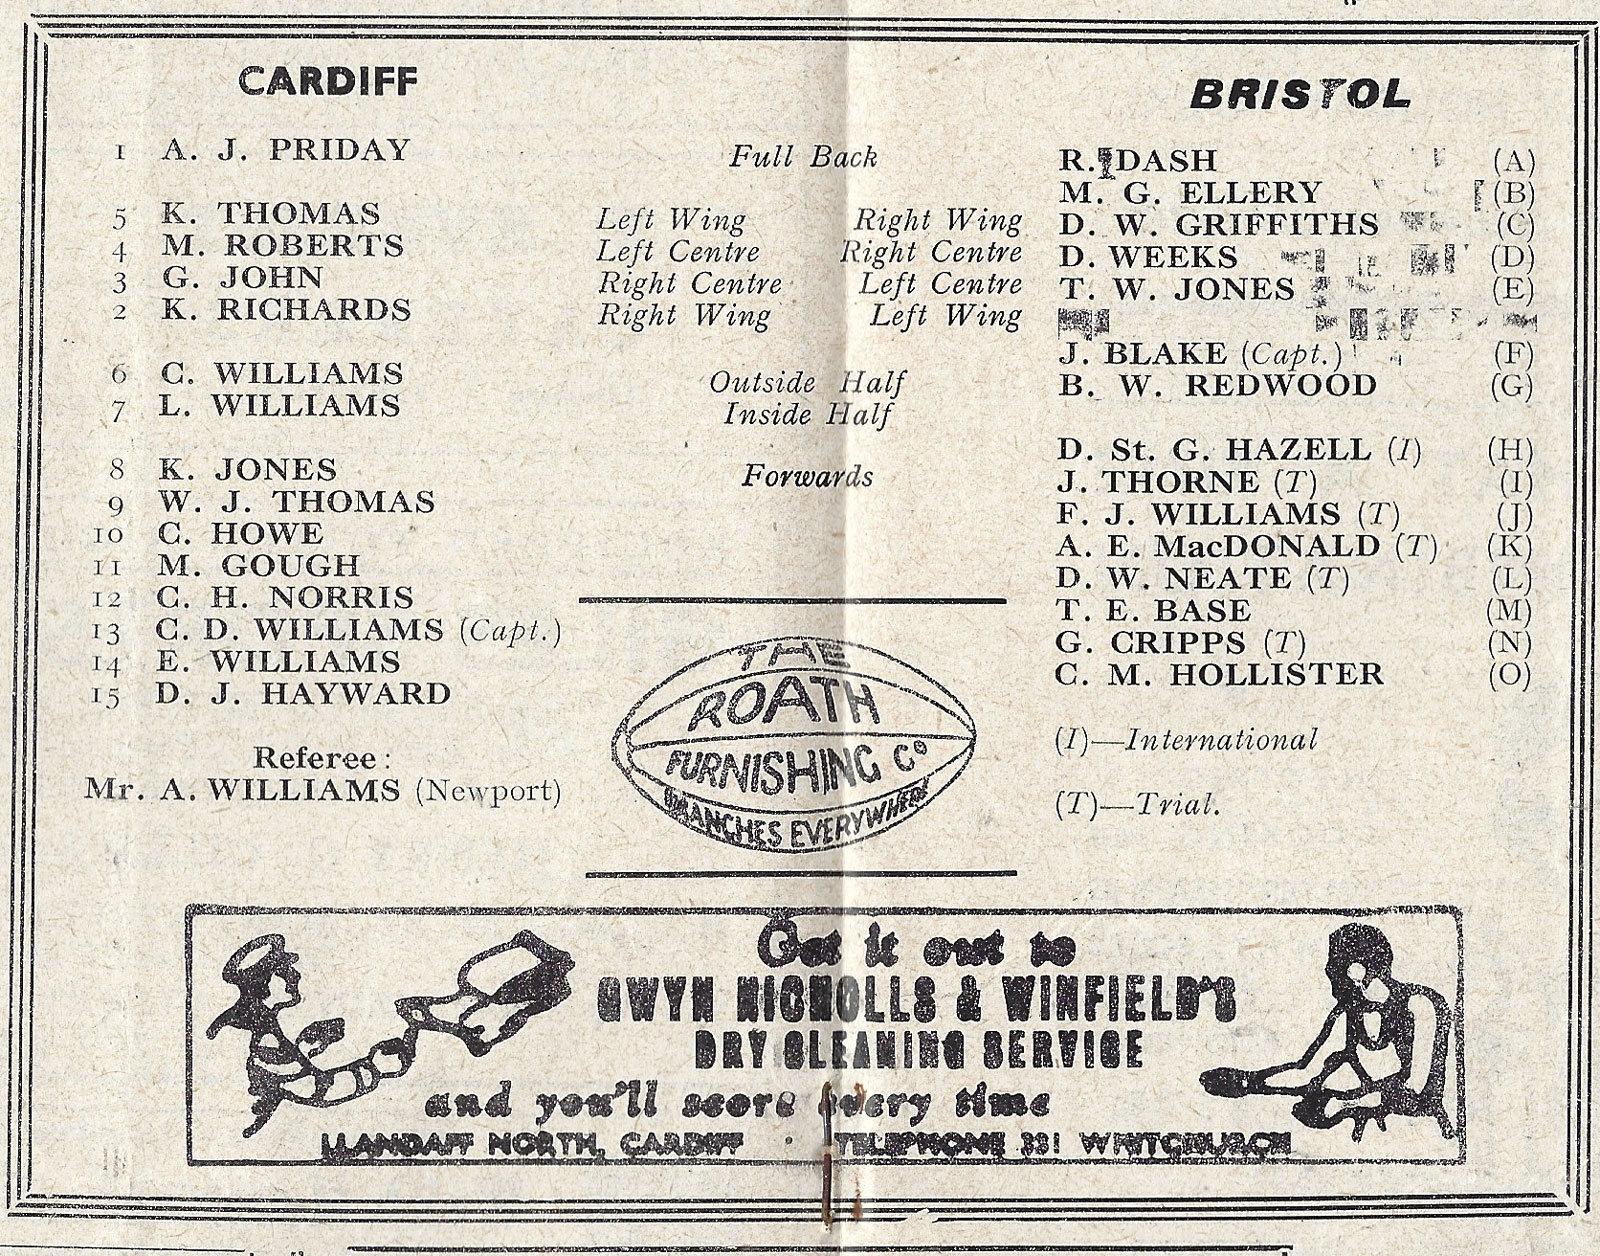 CARDIFF
BRISTOL
1 A. J. PRIDAY Full Back R. DASH (A)
M. G. ELLERY (B)
5 K. THOMAS Left Wing Right Wing D. W. GRIFFITHS (C)
4 M. ROBERTS Left Centre Right Centre D. WEEKS (D)
3 G. JOHN Right Centre Left Centre T. W. JONES (E)
2 K. RICHARDS Right Wing Left Wing
J. BLAKE (Capt.) (F)
6 C. WILLIAMS Outside Half B. W. REDWOOD (G)
7 L. WILLIAMS Inside Half
D. St. G. HAZELL (I) (H)
8 K. JONES Forwards J. THORNE (T) (I)
9 W. J. THOMAS F. J. WILLIAMS (T) (J)
10 C. HOWE A. E. MacDONALD (T) (K)
11 M. GOUGH D. W. NEATE (T) (L)
12 C. H. NORRIS T. E. BASE (M)
13 C. D. WILLIAMS (Capt.) G. CRIPPS (T) (N)
14 E. WILLIAMS C. M. HOLLISTER (O)
15 D. J. HAYWARD
(I)—International
Referee:
Mr. A. WILLIAMS (Newport)
(T)—Trial.
THE
ROATH
FURNISHING Co
BRANCHES EVERYWHERE
Get it out to
GWYN NICHOLLS & WINFIELD'S
DRY CLEANING SERVICE
and you'll score every time
LLANDAFF NORTH, CARDIFF · TELEPHONE 331 WHITCHURCH